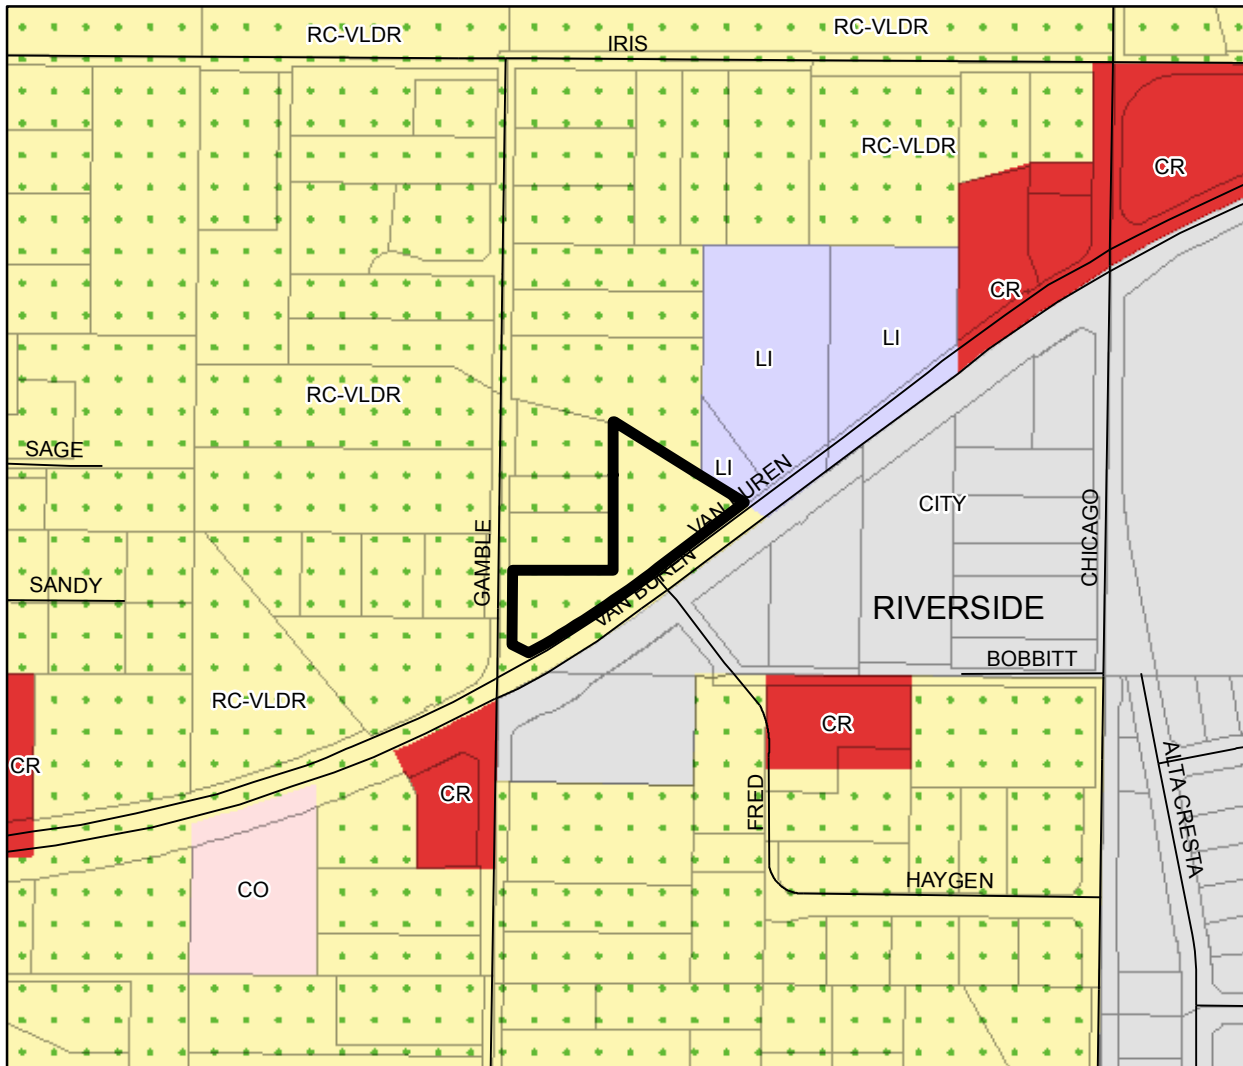 RC-VLDR
RC-VLDR
IRIS
RC-VLDR
CR
CR
LI
LI
RC-VLDR
SAGE
LI
VAN BUREN
CITY
CHICAGO
GAMBLE
SANDY
VAN BUREN
RIVERSIDE
BOBBITT
RC-VLDR
CR
CR
CR
ALTA CRESTA
FRED
HAYGEN
CO